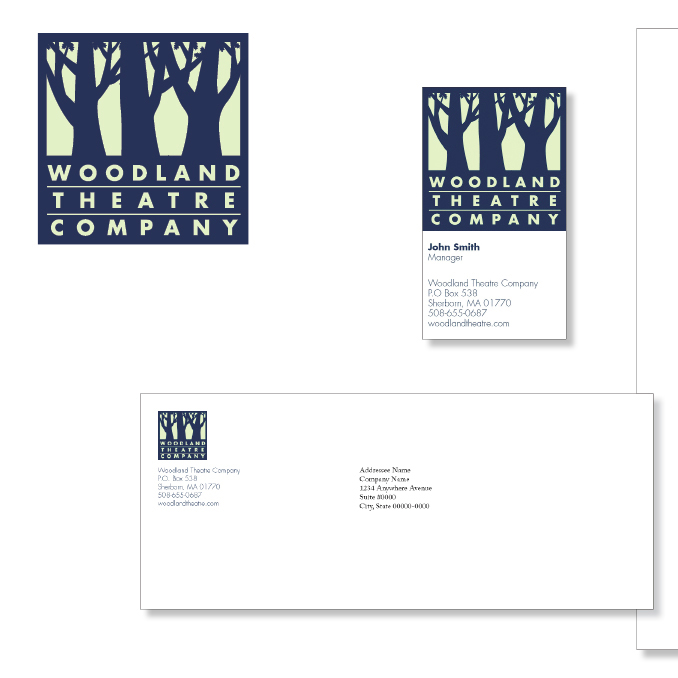 WOODLAND
THEATRE
COMPANY
WOODLAND
THEATRE
COMPANY
John Smith
Manager
Woodland Theatre Company
P.O Box 538
Sherborn, MA 01770
508-655-0687
woodlandtheatre.com
WOODLAND
THEATRE
COMPANY
Woodland Theatre Company
P.O. Box 538
Sherborn, MA 01770
508-655-0687
woodlandtheatre.com
Addressee Name
Company Name
1234 Anywhere Avenue
Suite #0000
City, State 00000-0000